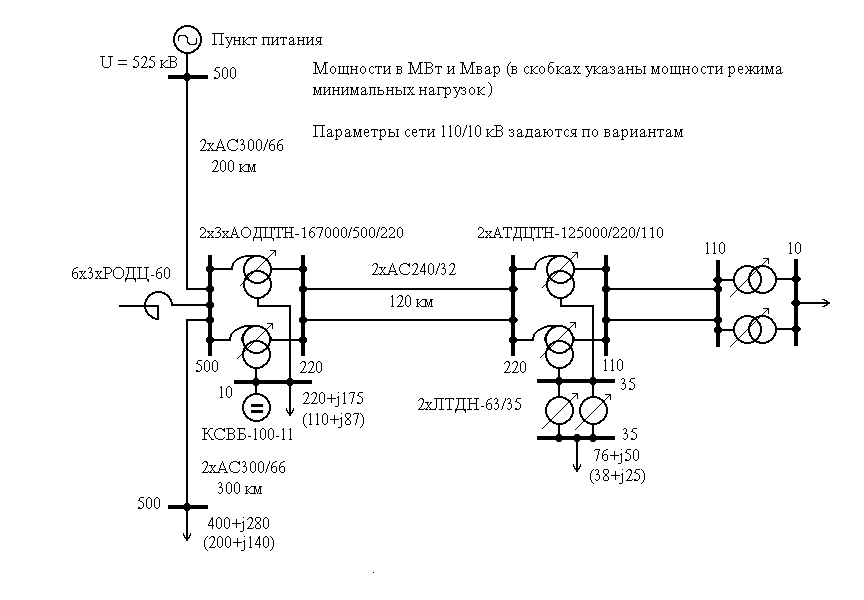 Пункт питания
U = 525 кВ
500
Мощности в МВт и Мвар (в скобках указаны мощности режима
минимальных нагрузок)
Параметры сети 110/10 кВ задаются по вариантам
2хАС300/66
200 км
2х3хАОДЦТН-167000/500/220
2хАТДЦТН-125000/220/110
110
10
6х3хРОДЦ-60
2хАС240/32
120 км
500
220
220
110
10
35
220+j175
(110+j87)
2хЛТДН-63/35
КСВБ-100-11
35
76+j50
(38+j25)
2хАС300/66
300 км
500
400+j280
(200+j140)